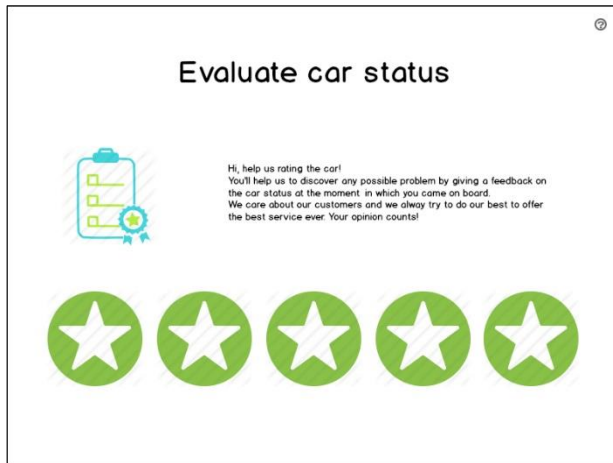 ?
Evaluate car status
Hi, help us rating the car!
You'll help us to discover any possible problem by giving a feedback on
the car status at the moment in which you came on board.
We care about our customers and we alway try to do our best to offer
the best service ever. Your opinion counts!